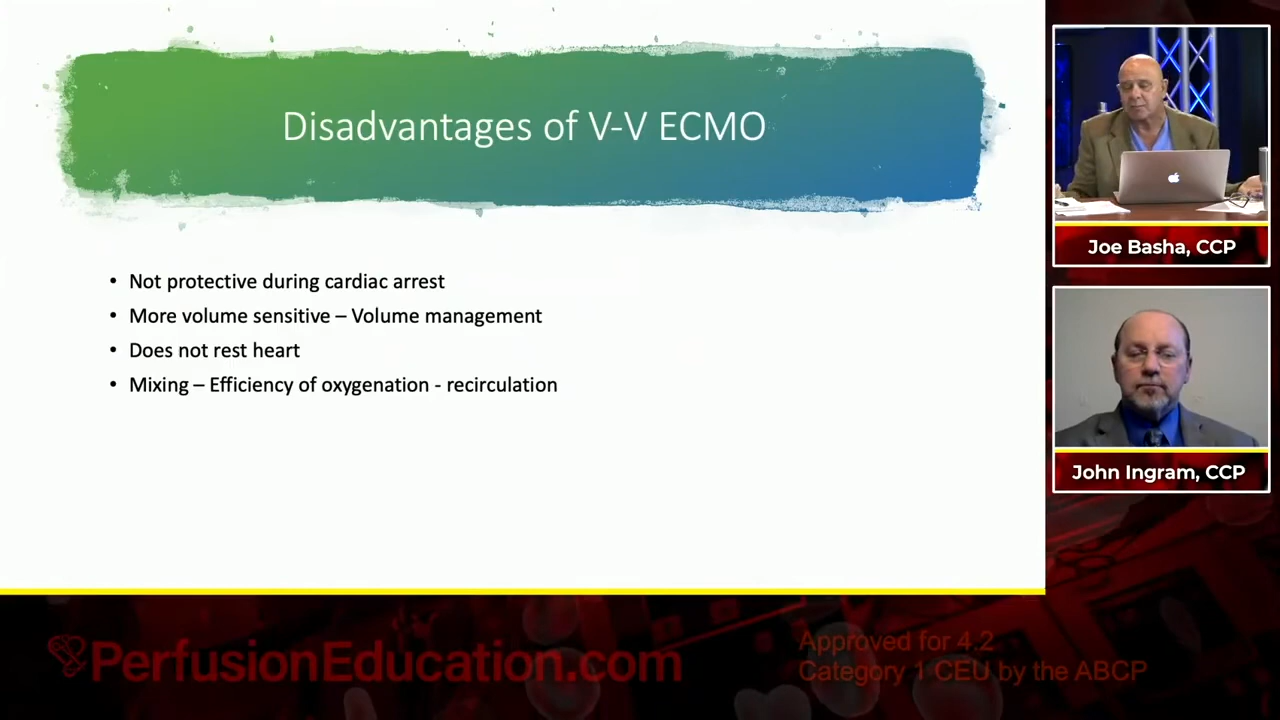 Disadvantages of V-V ECMO
• Not protective during cardiac arrest
• More volume sensitive – Volume management
• Does not rest heart
• Mixing – Efficiency of oxygenation - recirculation
Joe Basha, CCP
John Ingram, CCP
PerfusionEducation.com
Approved for 4.2
Category 1 CEU by the ABCP